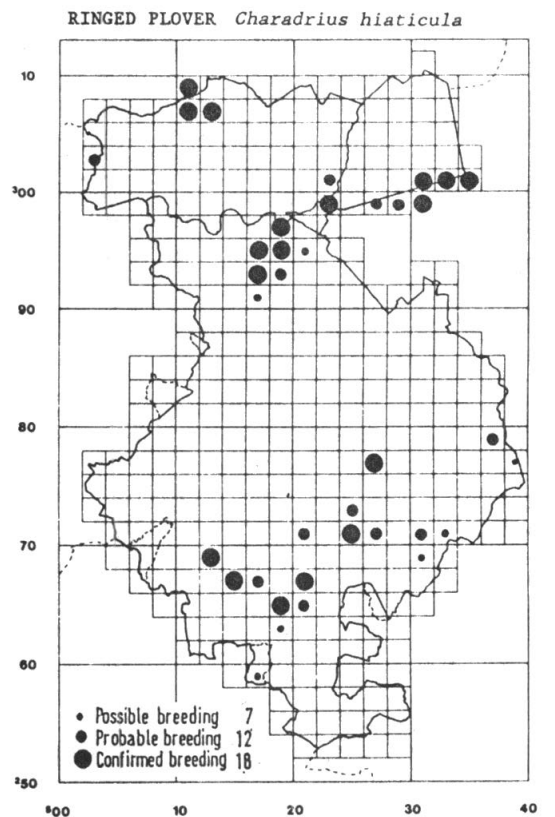 RINGED PLOVER Charadrius hiaticula
10
³00
90
80
70
60
²50
Possible breeding 7
Probable breeding 12
Confirmed breeding 18
⁵00 10 20 30 40